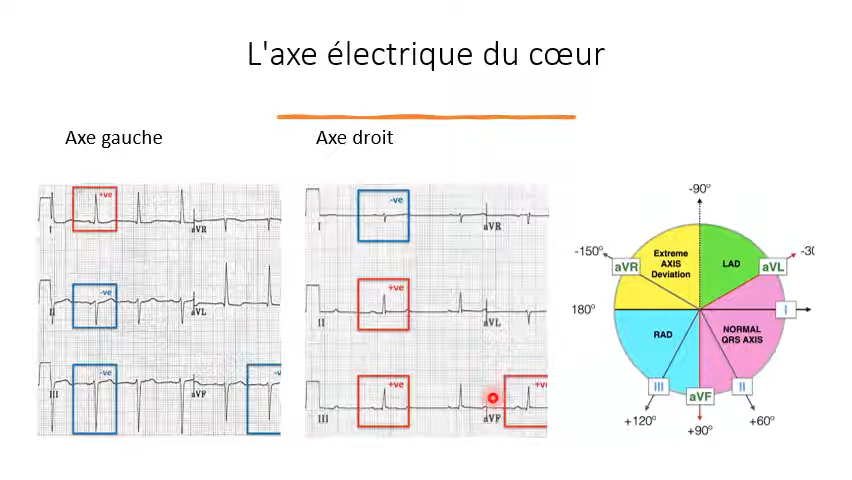 L'axe électrique du cœur
Axe gauche
Axe droit
+ve
I
aVR
-ve
II
aVL
-ve
III
aVF
-v
-ve
I
aVR
+ve
II
aVL
+ve
III
aVF
+ve
-90°
-150°
-30
aVR
Extreme
AXIS
Deviation
LAD
aVL
180°
I
RAD
NORMAL
QRS AXIS
III
aVF
II
+120°
+90°
+60°